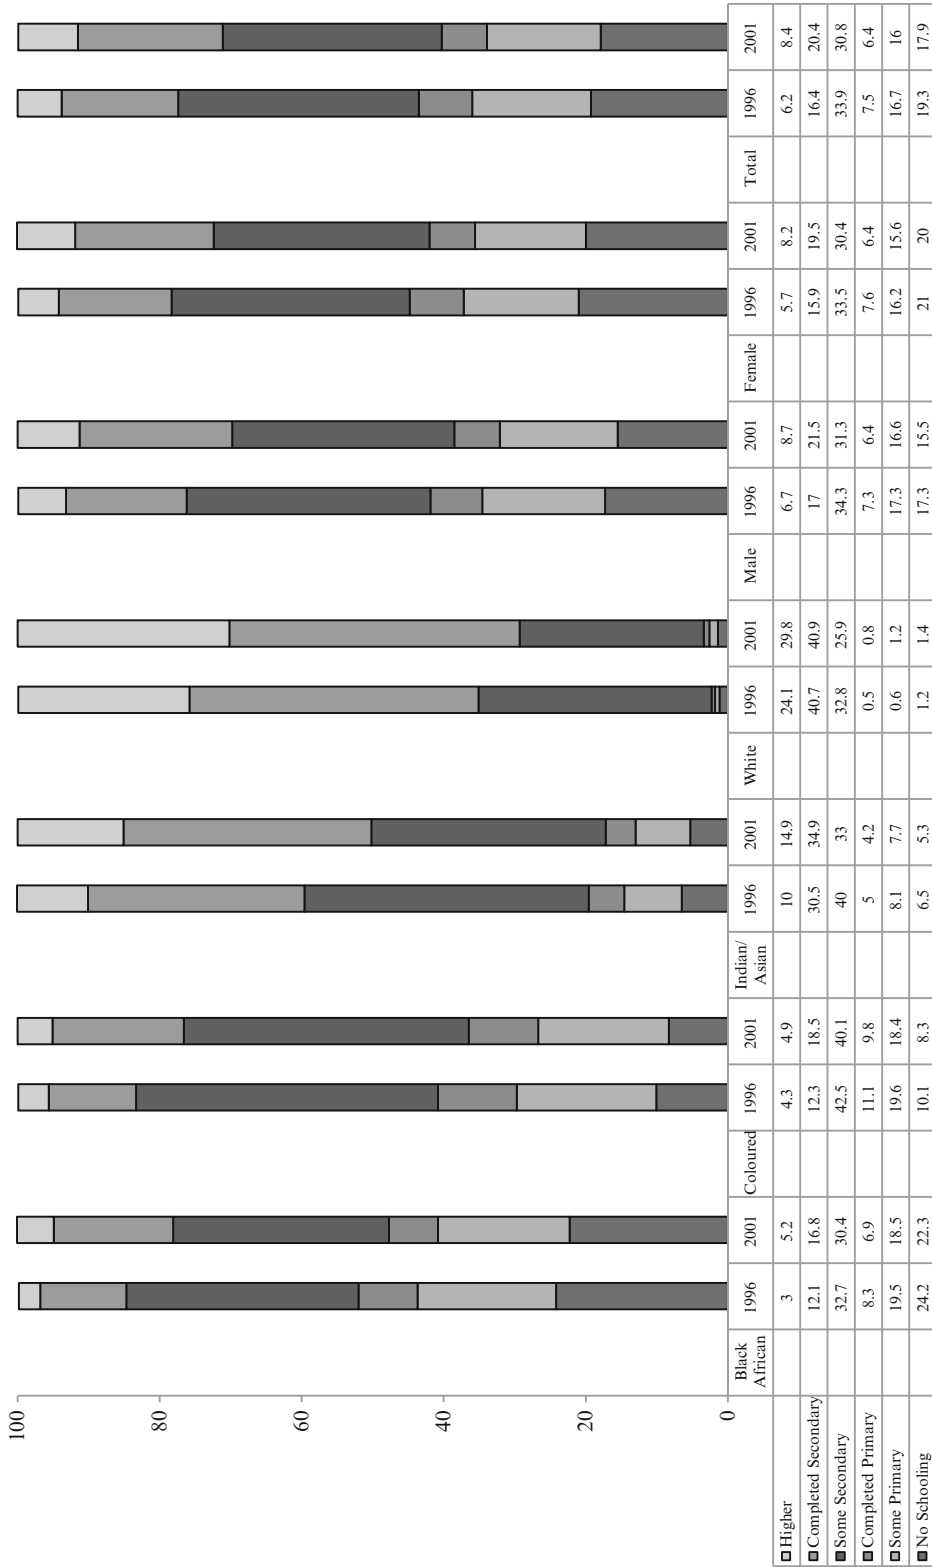 100
80
60
40
20
0
Black African 1996 2001 Coloured 1996 2001 Indian/ Asian 1996 2001 White 1996 2001 Male 1996 2001 Female 1996 2001 Total 1996 2001
Higher 3 5.2 4.3 4.9 10 14.9 24.1 29.8 6.7 8.7 5.7 8.2 6.2 8.4
Completed Secondary 12.1 16.8 12.3 18.5 30.5 34.9 40.7 40.9 17 21.5 15.9 19.5 16.4 20.4
Some Secondary 32.7 30.4 42.5 40.1 40 33 32.8 25.9 34.3 31.3 33.5 30.4 33.9 30.8
Completed Primary 8.3 6.9 11.1 9.8 5 4.2 0.5 0.8 7.3 6.4 7.6 6.4 7.5 6.4
Some Primary 19.5 18.5 19.6 18.4 8.1 7.7 0.6 1.2 17.3 16.6 16.2 15.6 16.7 16
No Schooling 24.2 22.3 10.1 8.3 6.5 5.3 1.2 1.4 17.3 15.5 21 20 19.3 17.9